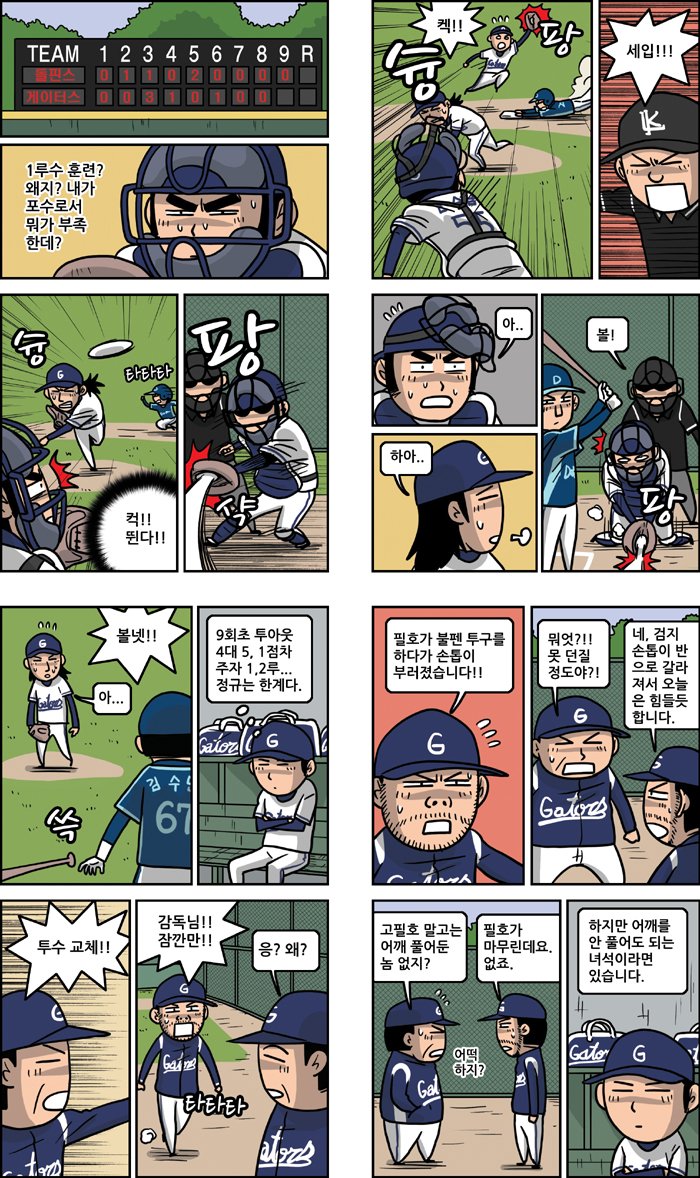 TEAM 1 2 3 4 5 6 7 8 9 R
돌핀스 0 1 1 0 2 0 0 0 0
게이터스 0 0 3 1 0 1 0 0
1루수 훈련?
왜지? 내가
포수로서
뭐가 부족
한데?
슝
G
타타타
컥!!
뛴다!!
팡
샥
켁!!
슝
팡
세입!!!
K
아..
하아..
G
볼!
D
팡
볼넷!!
아...
김수
67
쓱
9회초 투아웃
4대 5, 1점차
주자 1,2루...
정규는 한계다.
Gators
G
투수 교체!!
G
Gators
감독님!!
잠깐만!!
응? 왜?
G
Gators
타타타
필호가 불펜 투구를
하다가 손톱이
부러졌습니다!!
G
Gators
뭐엇?!!
못 던질
정도야?!
네, 검지
손톱이 반
으로 갈라
져서 오늘
은 힘들듯
합니다.
G
Gators
고필호 말고는
어깨 풀어둔
놈 없지?
필호가
마무린데요.
없죠.
어떡
하지?
하지만 어깨를
안 풀어도 되는
녀석이라면
있습니다.
G